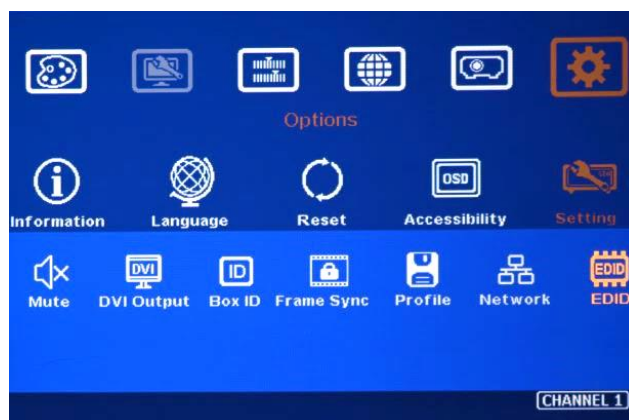 Options
Information Language Reset OSD Accessibility Setting
DVI ID EDID
Mute DVI Output Box ID Frame Sync Profile Network EDID
CHANNEL 1